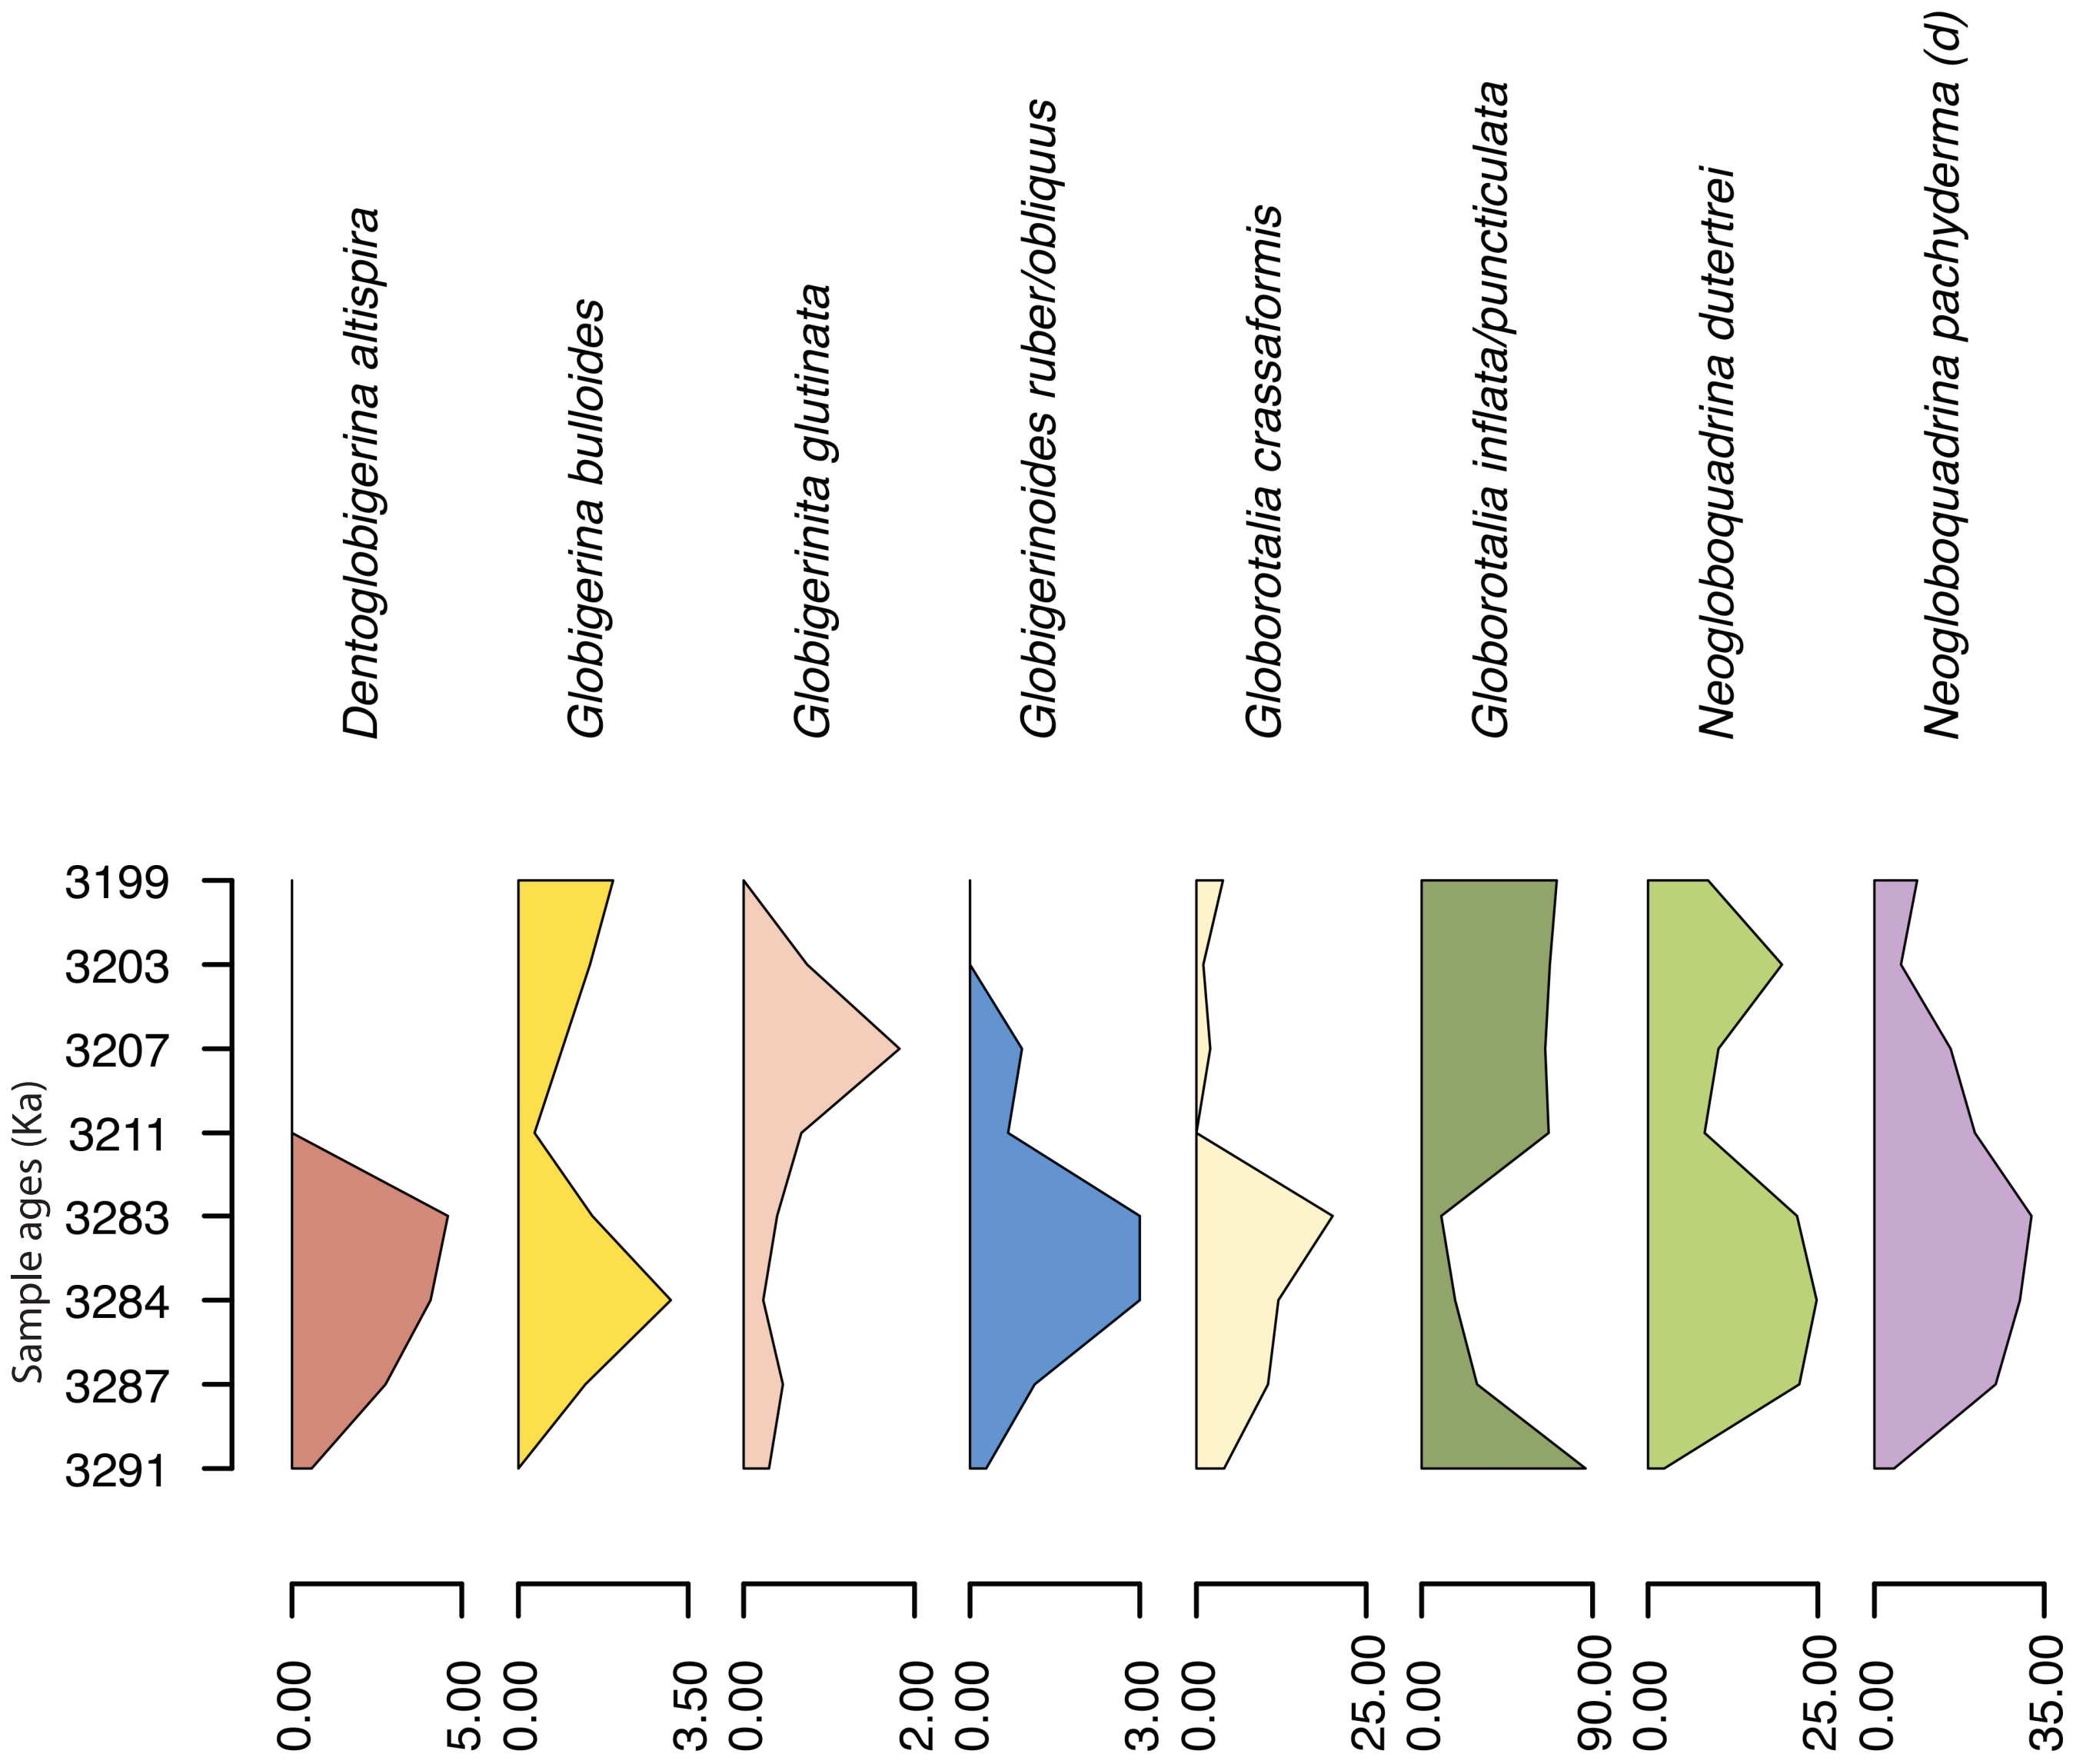 Dentoglobigerina altispira
Globigerina bulloides
Globigerinita glutinata
Globigerinoides ruber/obliquus
Globorotalia crassaformis
Globorotalia inflata/puncticulata
Neogloboquadrina dutertrei
Neogloboquadrina pachyderma (d)
Sample ages (Ka)
3199
3203
3207
3211
3283
3284
3287
3291
0.00
5.00
0.00
3.50
0.00
2.00
0.00
3.00
0.00
25.00
0.00
90.00
0.00
25.00
0.00
35.00